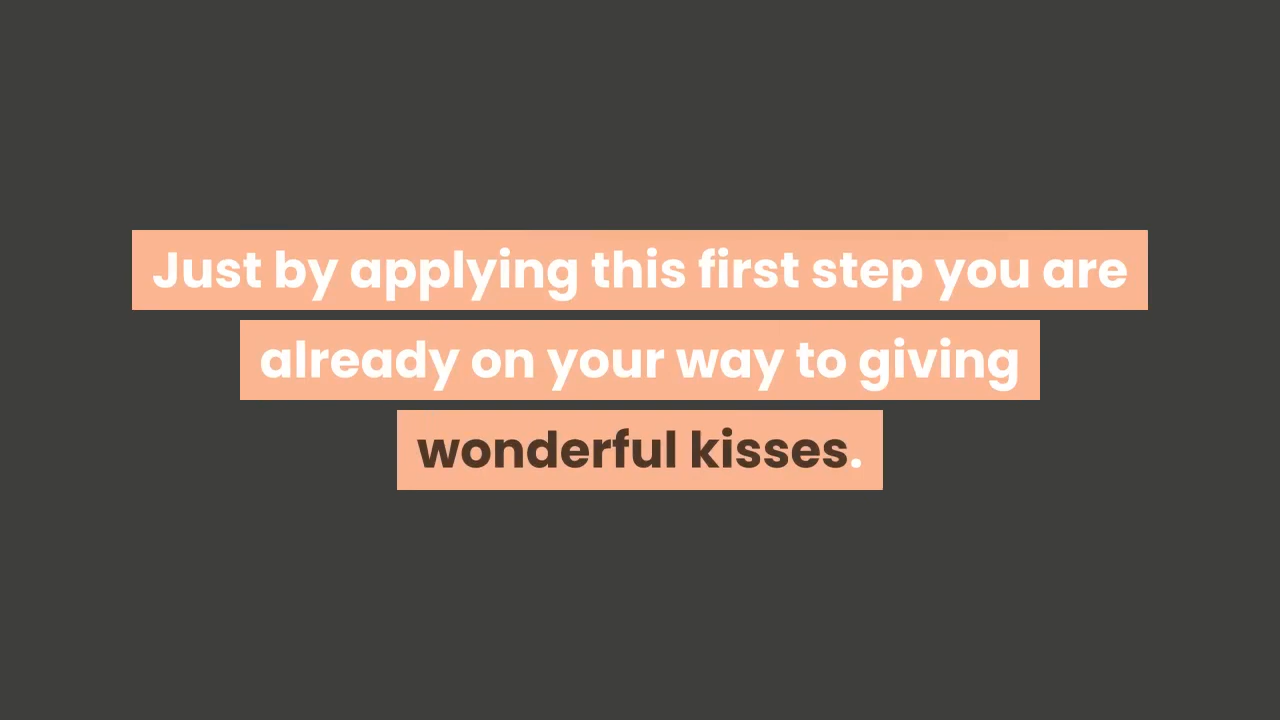 Just by applying this first step you are
already on your way to giving
wonderful kisses.